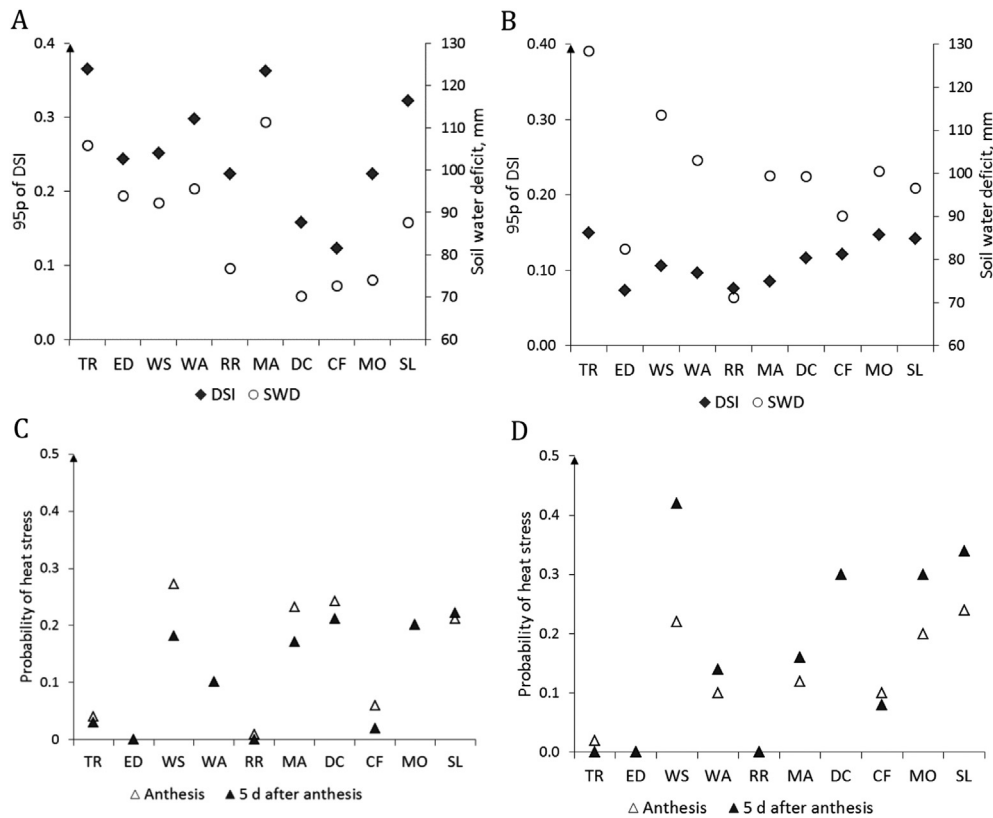 A
0.4
0.3
0.2
0.1
0.0
95p of DSI
130
120
110
100
90
80
70
60
Soil water deficit, mm
TR ED WS WA RR MA DC CF MO SL
DSI SWD
B
0.40
0.30
0.20
0.10
0.00
95p of DSI
130
120
110
100
90
80
70
60
Soil water deficit, mm
TR ED WS WA RR MA DC CF MO SL
DSI SWD
C
0.5
0.4
0.3
0.2
0.1
0
Probability of heat stress
TR ED WS WA RR MA DC CF MO SL
Anthesis 5 d after anthesis
D
0.5
0.4
0.3
0.2
0.1
0.0
Probability of heat stress
TR ED WS WA RR MA DC CF MO SL
Anthesis 5 d after anthesis